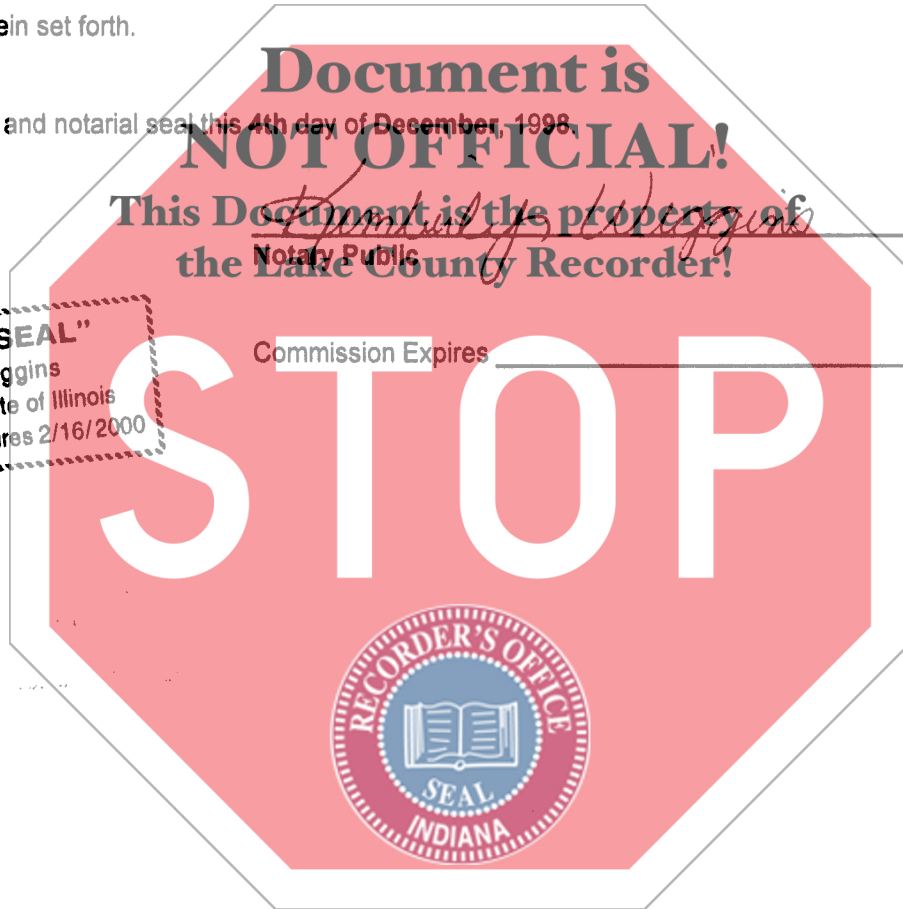 ein set forth.
Document is
and notarial seal this 4th day of December, 1998.
NOT OFFICIAL!
This Document is the property of
Wiggins
Notary Public
the Lake County Recorder!
SEAL"
ggins
te of Illinois
res 2/16/2000
Commission Expires
STOP
RECORDER'S OFFICE
SEAL
INDIANA